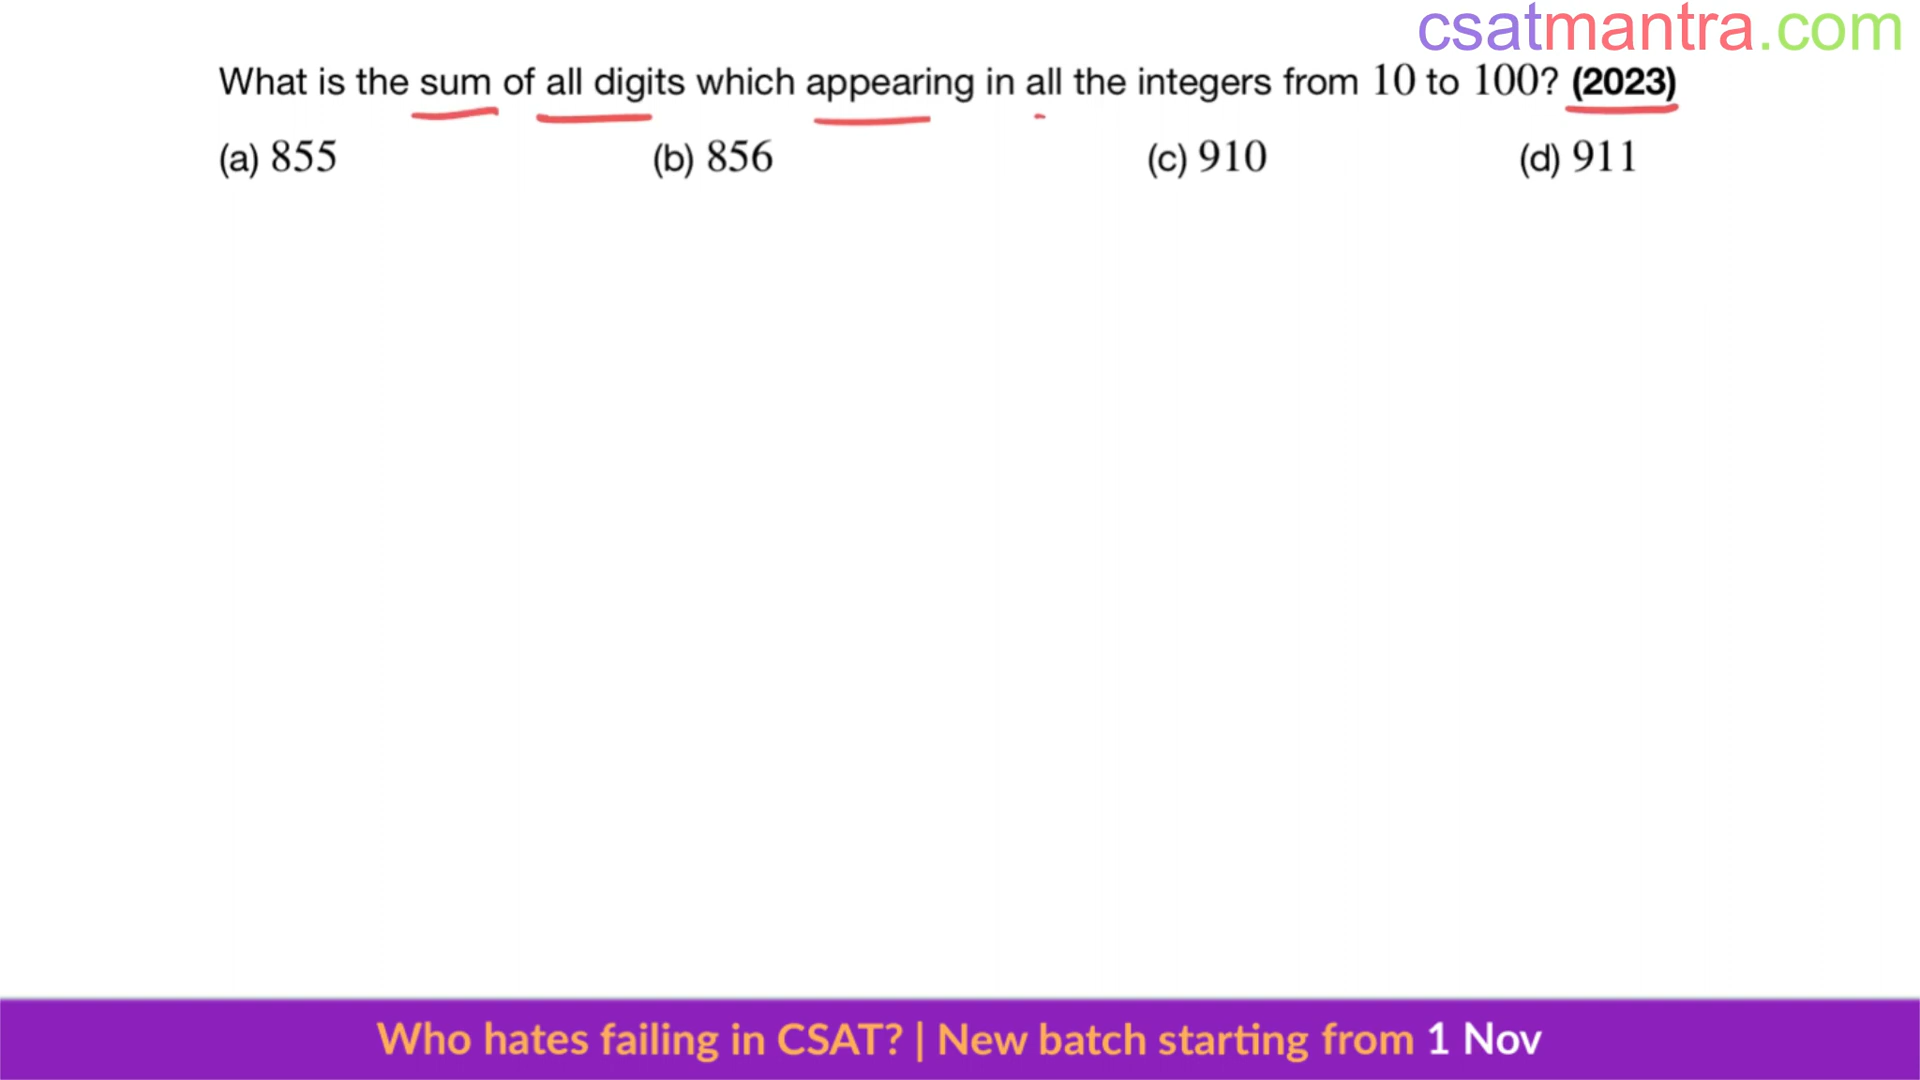 csatmantra.com
What is the sum of all digits which appearing in all the integers from 10 to 100? (2023)
(a) 855 (b) 856 (c) 910 (d) 911
Who hates failing in CSAT? | New batch starting from 1 Nov